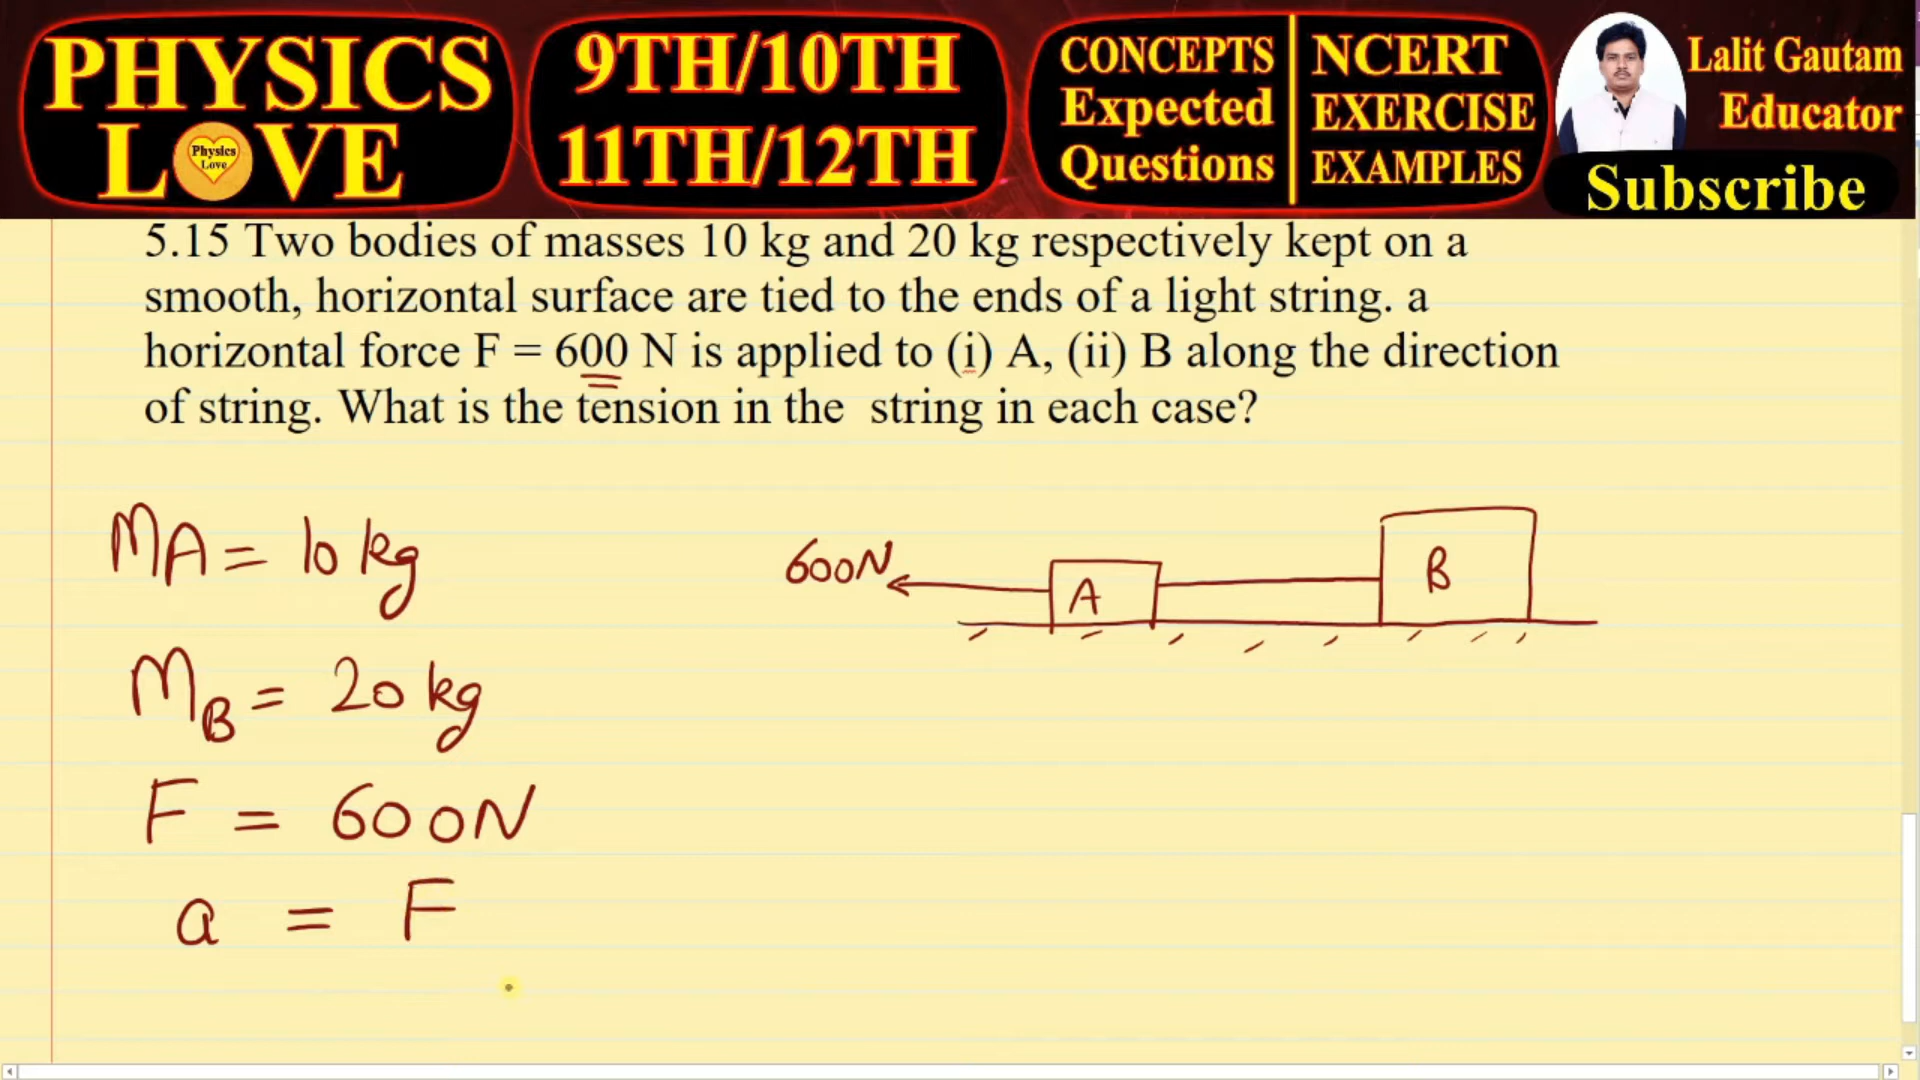 PHYSICS
LOVE
Physics
Love
9TH/10TH
11TH/12TH
CONCEPTS
Expected
Questions
NCERT
EXERCISE
EXAMPLES
Lalit Gautam
Educator
Subscribe
5.15 Two bodies of masses 10 kg and 20 kg respectively kept on a
smooth, horizontal surface are tied to the ends of a light string. a
horizontal force F = 600 N is applied to (i) A, (ii) B along the direction
of string. What is the tension in the string in each case?
MA = 10 kg
MB = 20 kg
F = 600N
a = F
600N
A
B